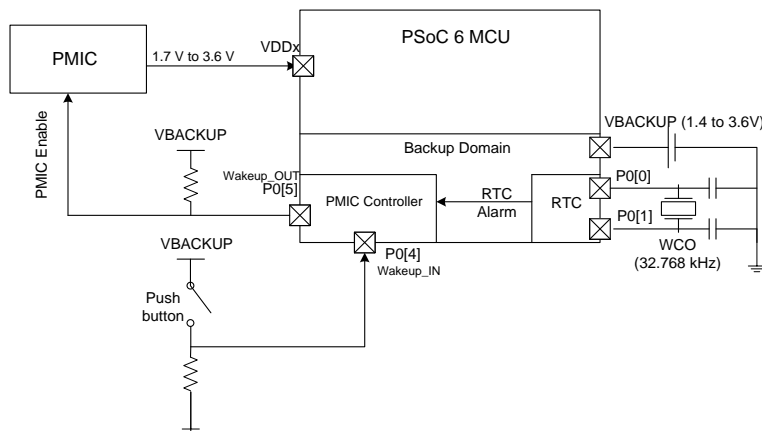 PMIC
1.7 V to 3.6 V
VDDx
PSoC 6 MCU
PMIC Enable
VBACKUP
Wakeup_OUT
P0[5]
Backup Domain
VBACKUP (1.4 to 3.6V)
PMIC Controller
RTC
Alarm
RTC
P0[0]
P0[1]
WCO
(32.768 kHz)
P0[4]
Wakeup_IN
VBACKUP
Push
button